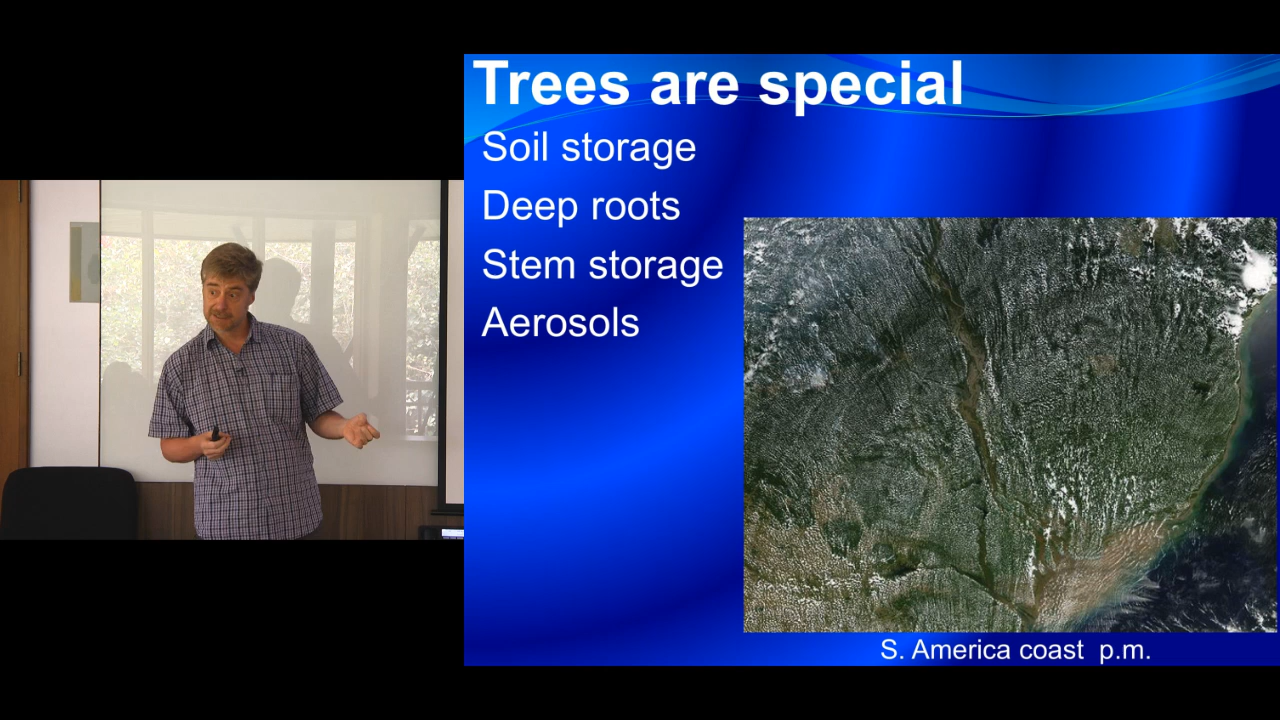 Trees are special
Soil storage
Deep roots
Stem storage
Aerosols
S. America coast p.m.